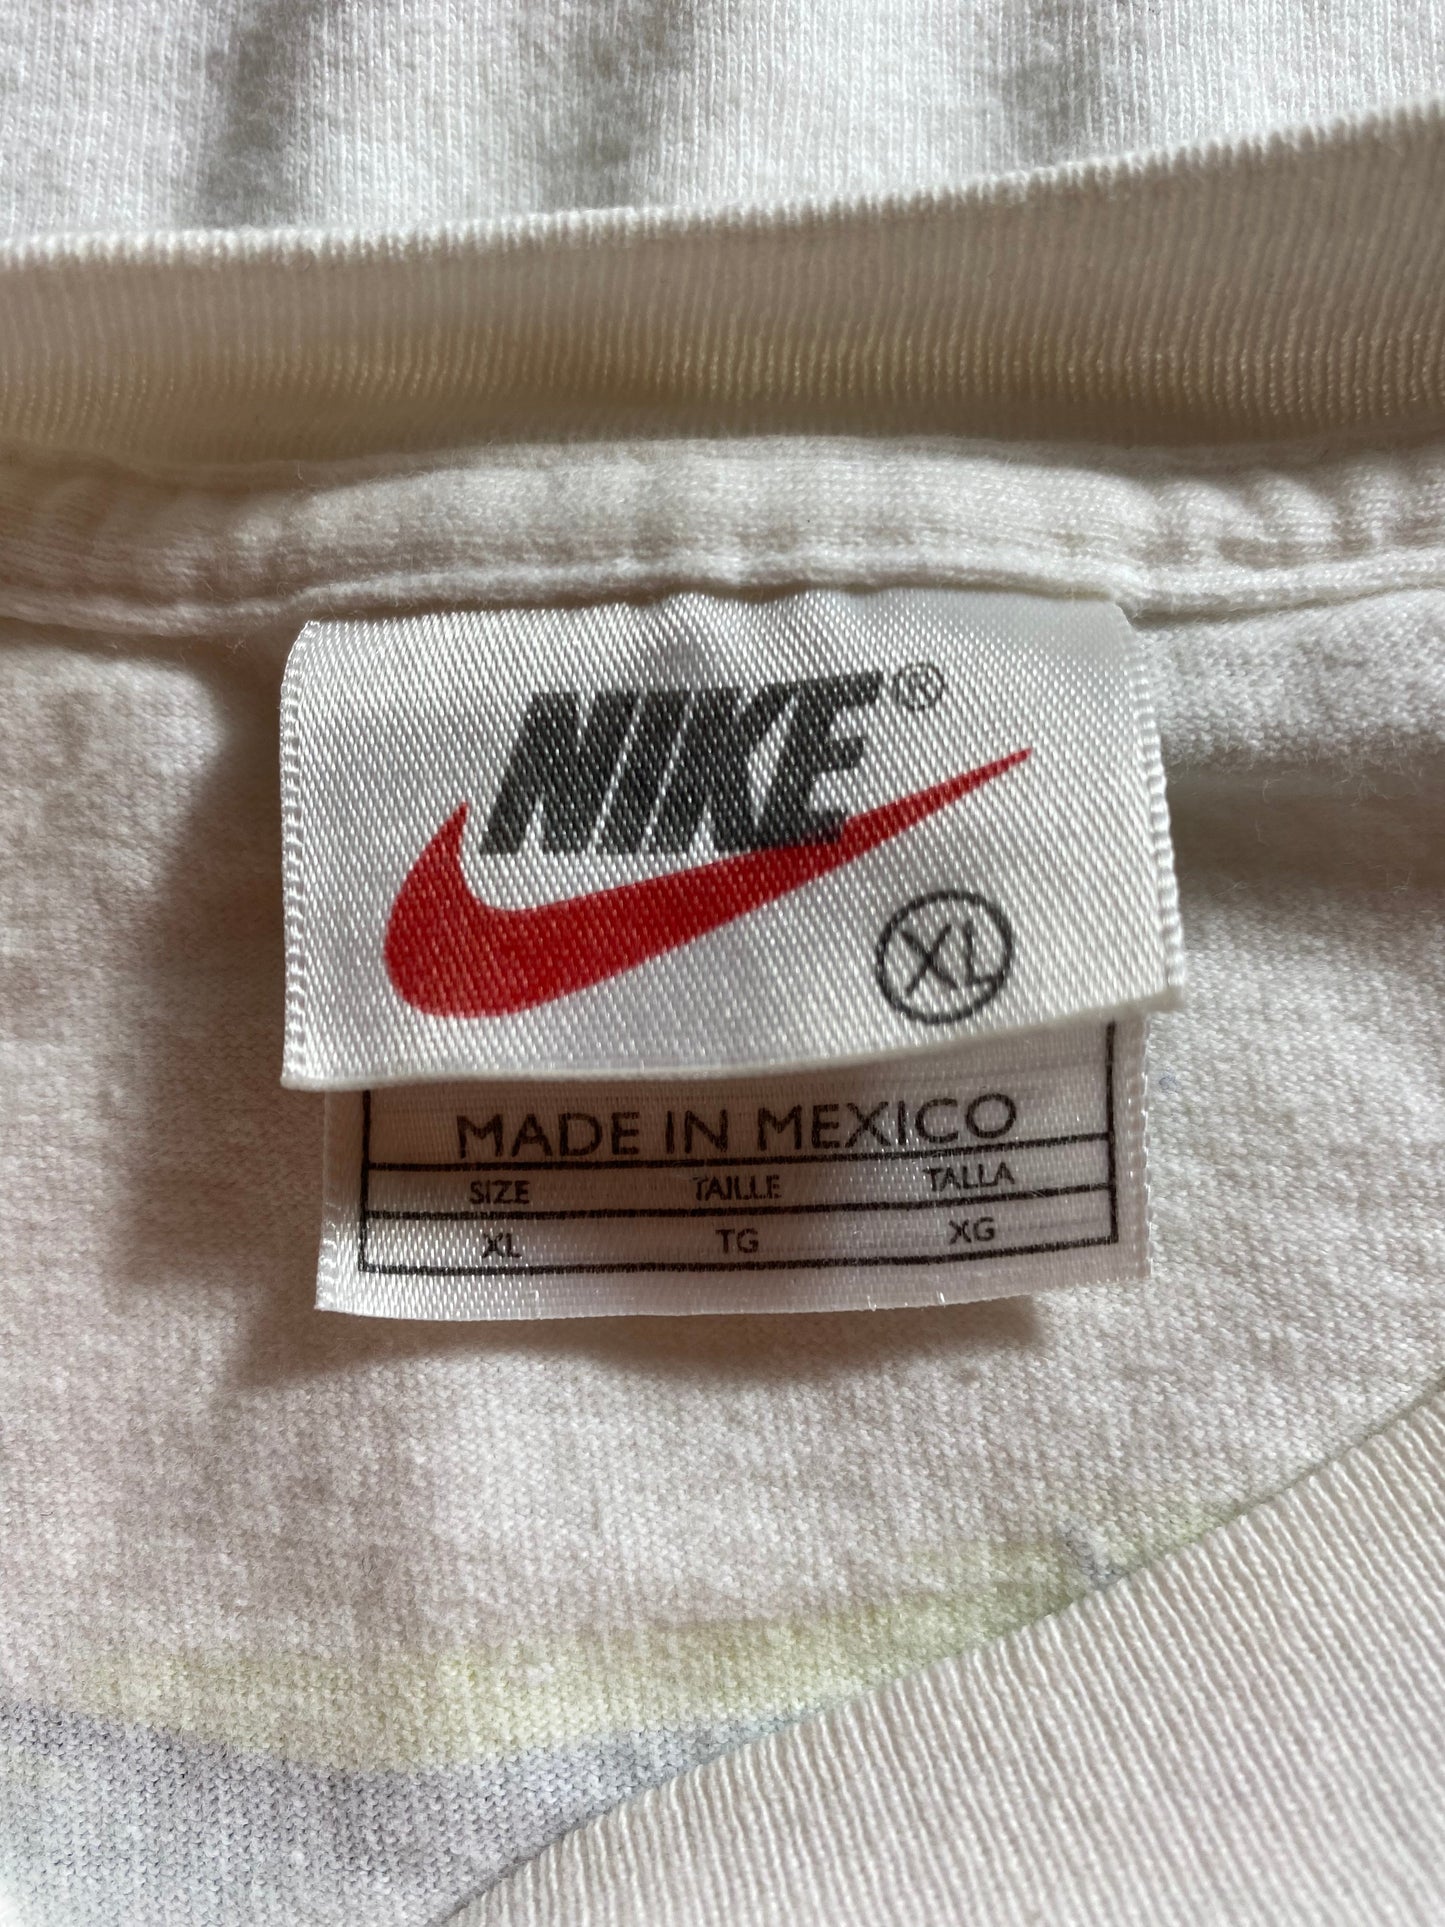 NIKE®
XL
MADE IN MEXICO
SIZE TAILLE TALLA
XL TG XG